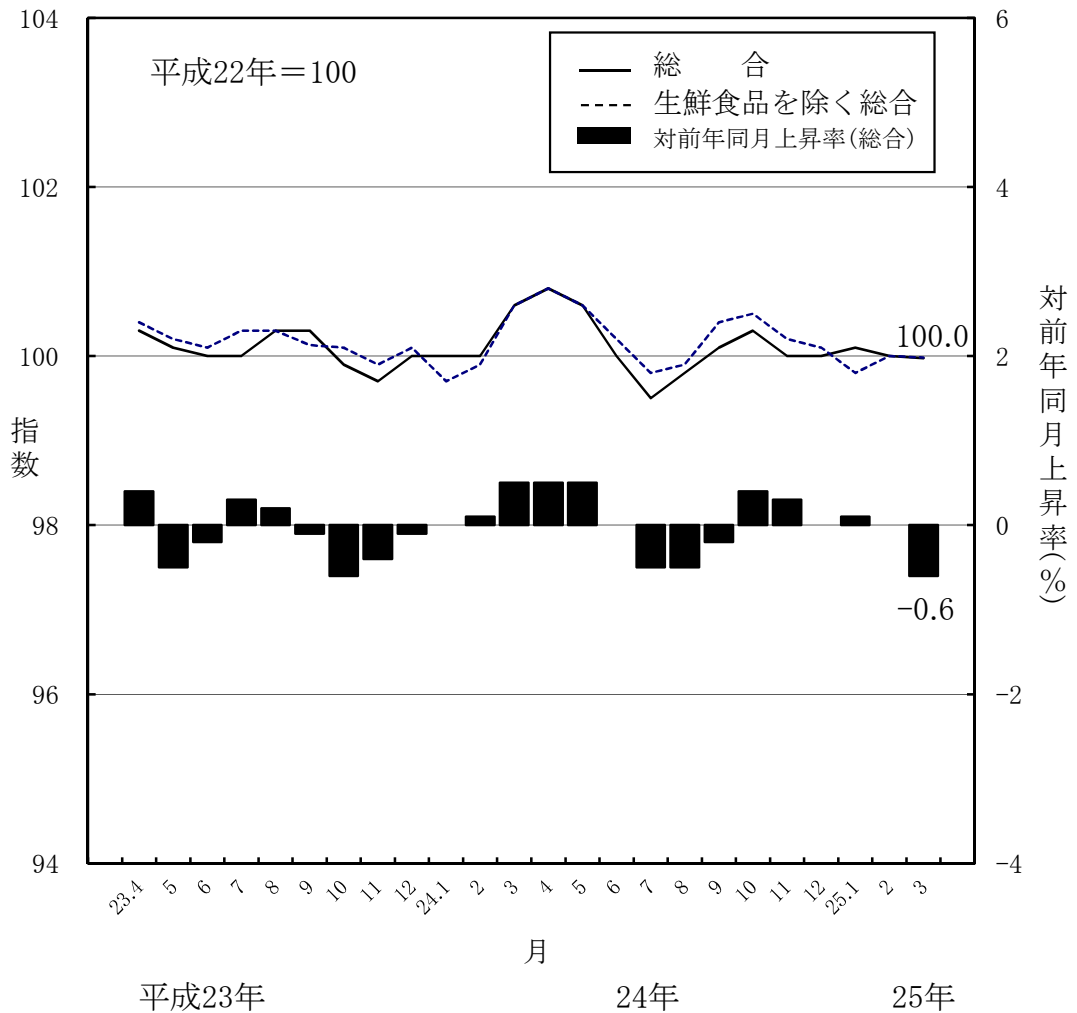 平成22年＝100
総　　合
生鮮食品を除く総合
対前年同月上昇率(総合)
104
102
100
98
96
94
指数
6
4
2
0
-2
-4
対前年同月上昇率(％)
100.0
-0.6
23.4 5 6 7 8 9 10 11 12 24.1 2 3 4 5 6 7 8 9 10 11 12 25.1 2 3
月
平成23年 24年 25年